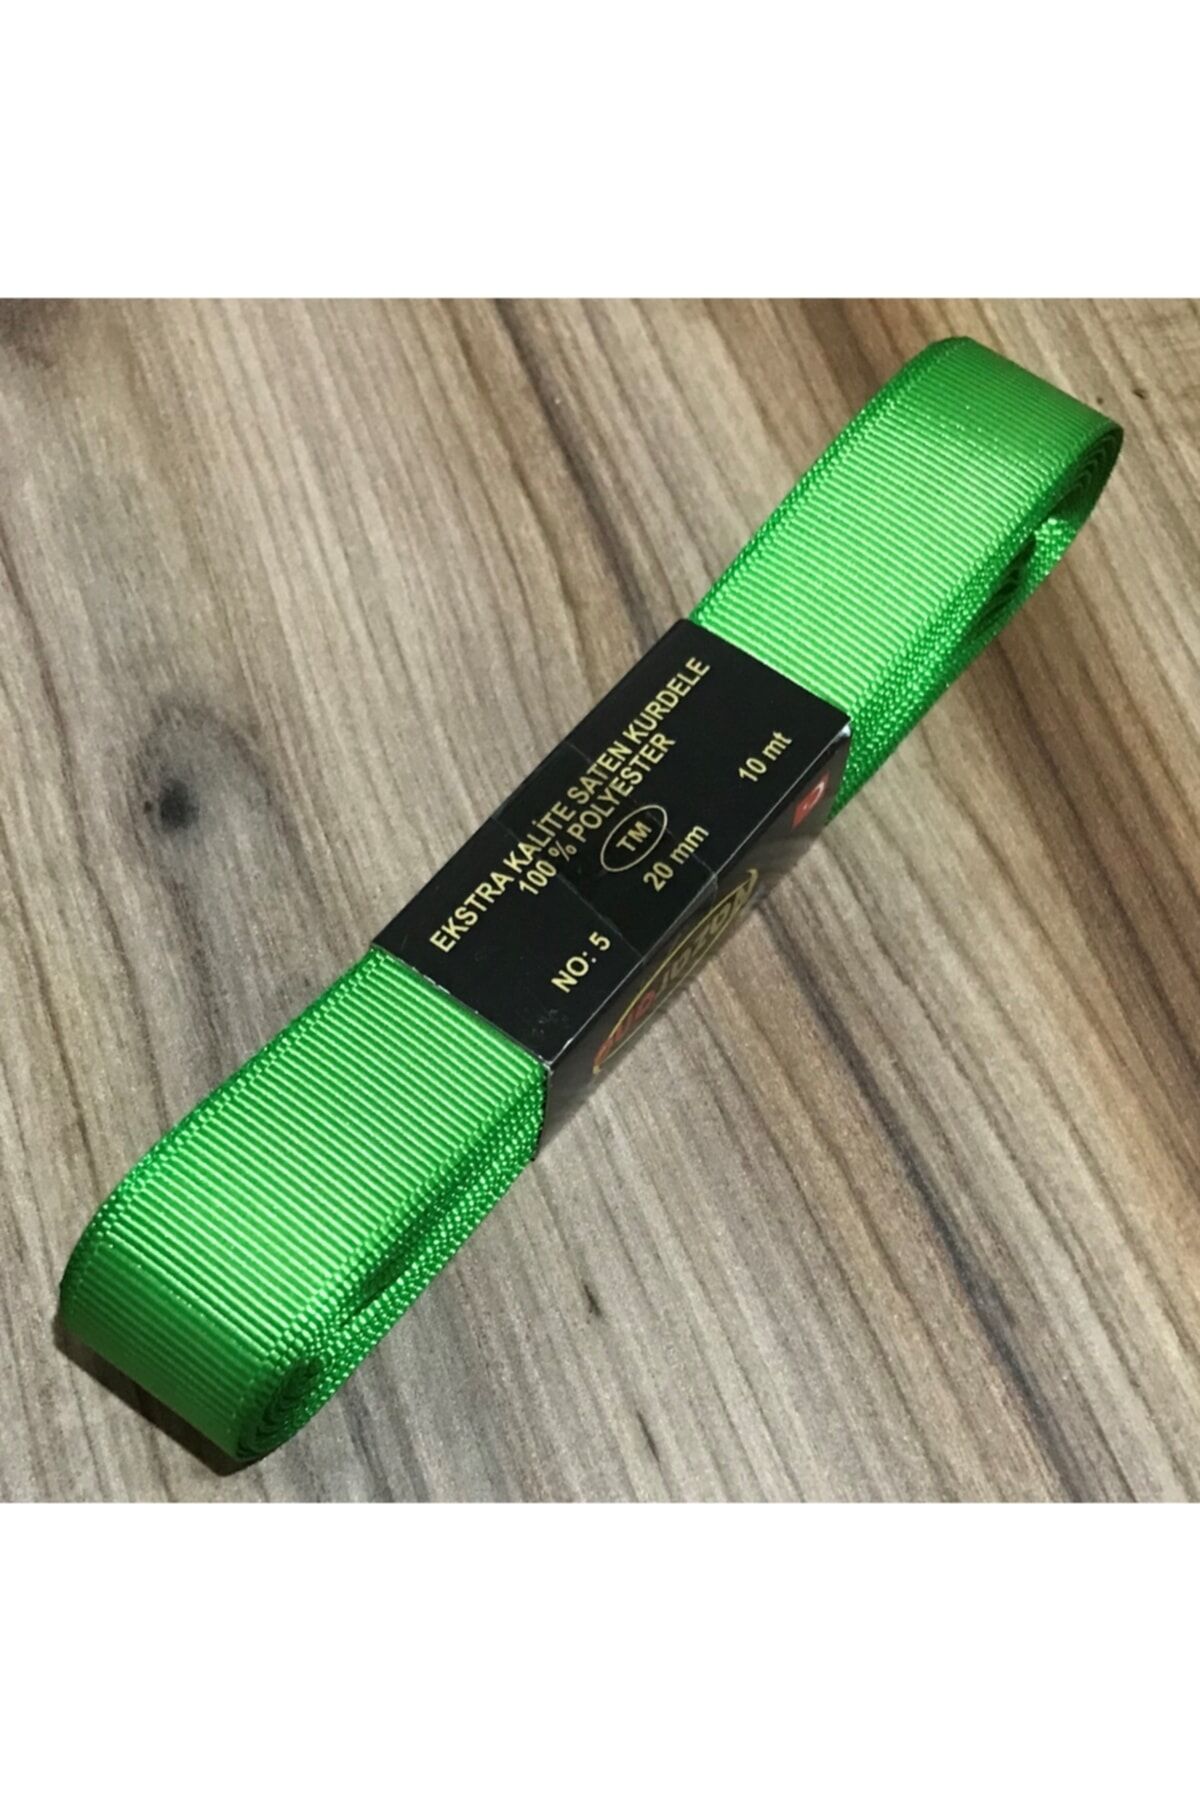 EKSTRA KALİTE SATEN KURDELE
100 % POLYESTER
TM
NO: 5
20 mm
10 mt